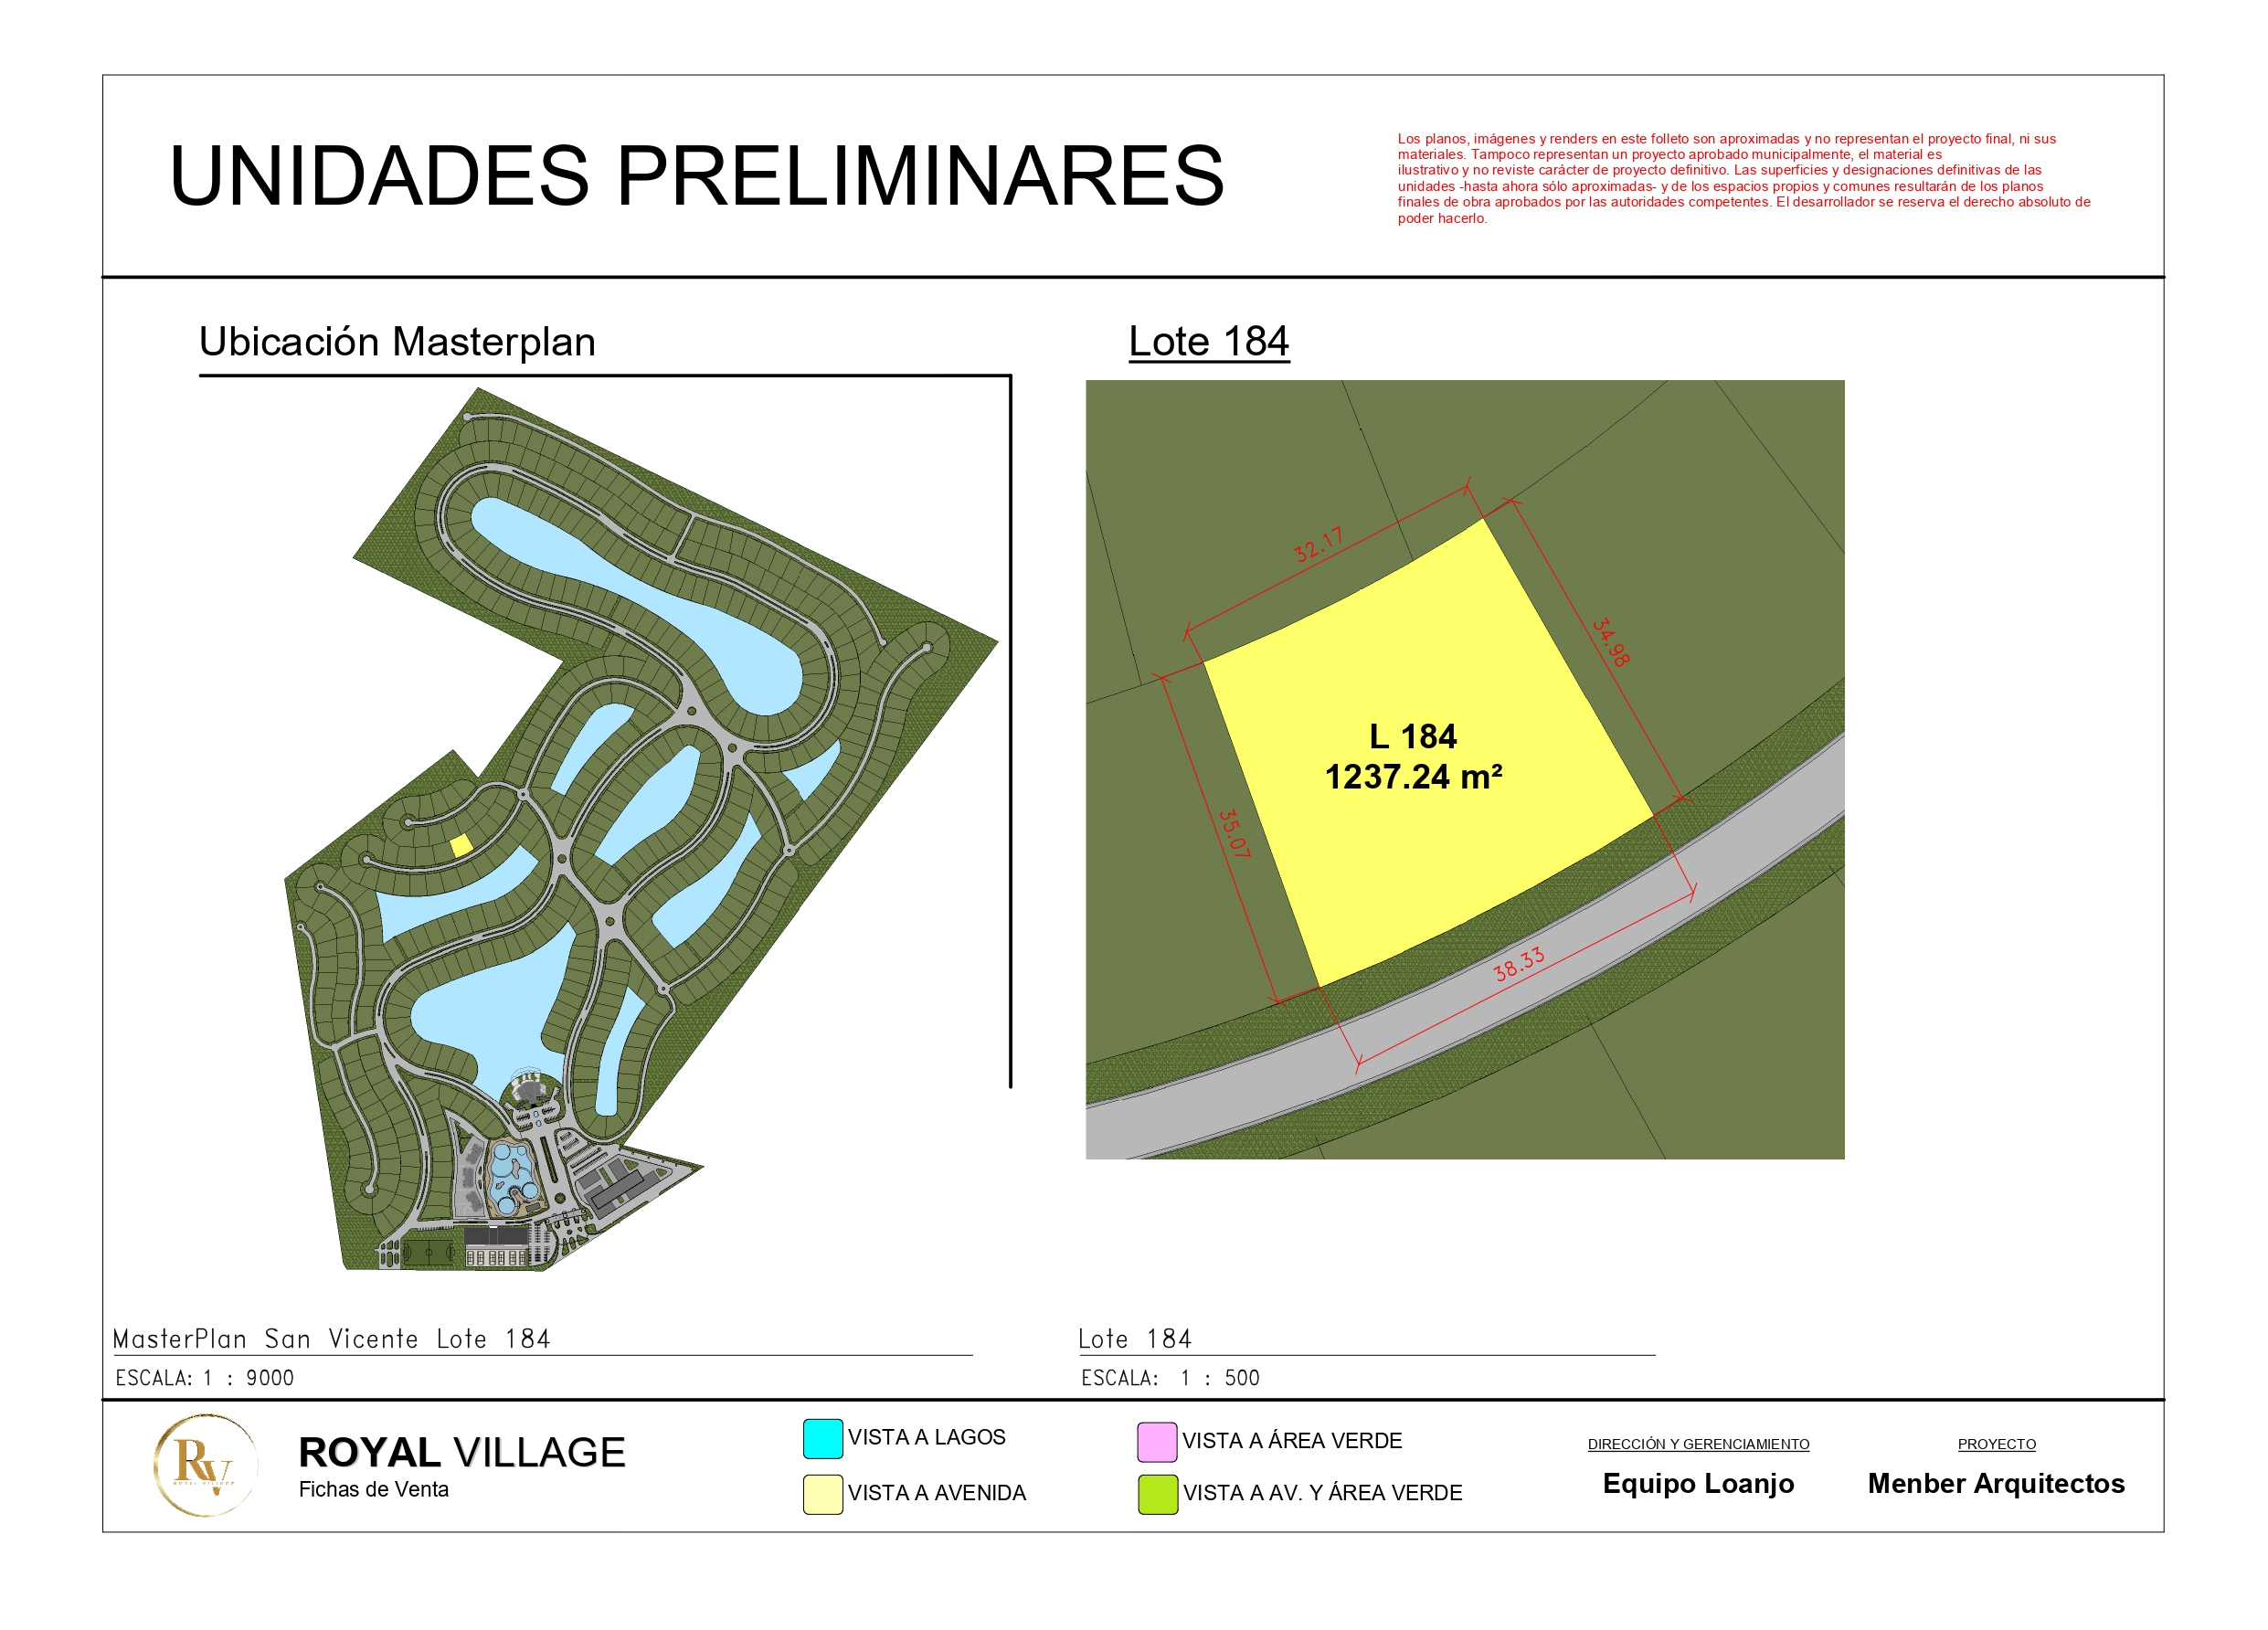 UNIDADES PRELIMINARES
Los planos, imágenes y renders en este folleto son aproximadas y no representan el proyecto final, ni sus
materiales. Tampoco representan un proyecto aprobado municipalmente, el material es
ilustrativo y no reviste carácter de proyecto definitivo. Las superficies y designaciones definitivas de las
unidades -hasta ahora sólo aproximadas- y de los espacios propios y comunes resultarán de los planos
finales de obra aprobados por las autoridades competentes. El desarrollador se reserva el derecho absoluto de
poder hacerlo.
Ubicación Masterplan
Lote 184
32.17
34.98
L 184
1237.24 m²
35.07
38.33
MasterPlan San Vicente Lote 184
ESCALA: 1 : 9000
Lote 184
ESCALA: 1 : 500
RV
ROYAL VILLAGE
ROYAL VILLAGE
Fichas de Venta
VISTA A LAGOS
VISTA A AVENIDA
VISTA A ÁREA VERDE
VISTA A AV. Y ÁREA VERDE
DIRECCIÓN Y GERENCIAMIENTO
Equipo Loanjo
PROYECTO
Menber Arquitectos